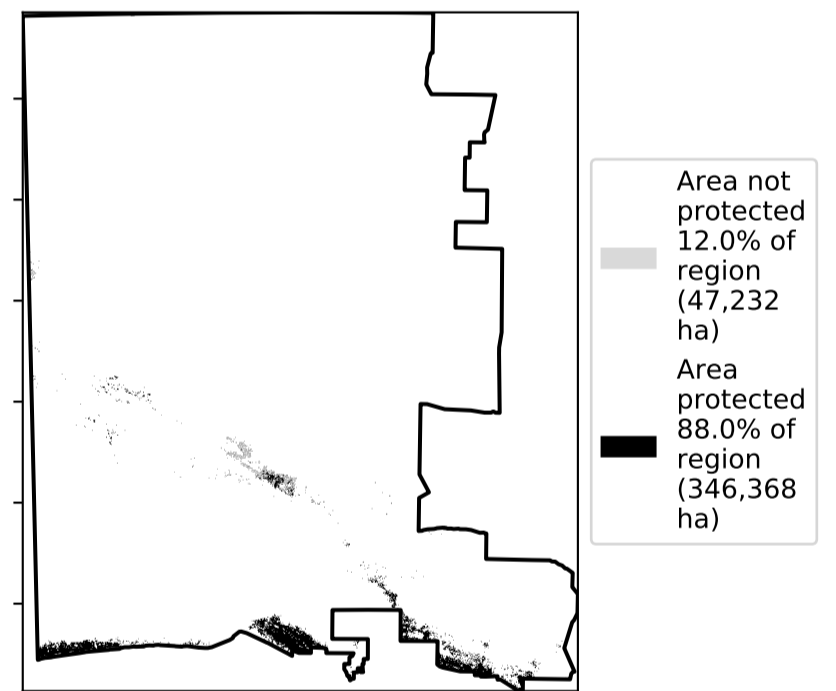 Area not
protected
12.0% of
region
(47,232
ha)
Area
protected
88.0% of
region
(346,368
ha)